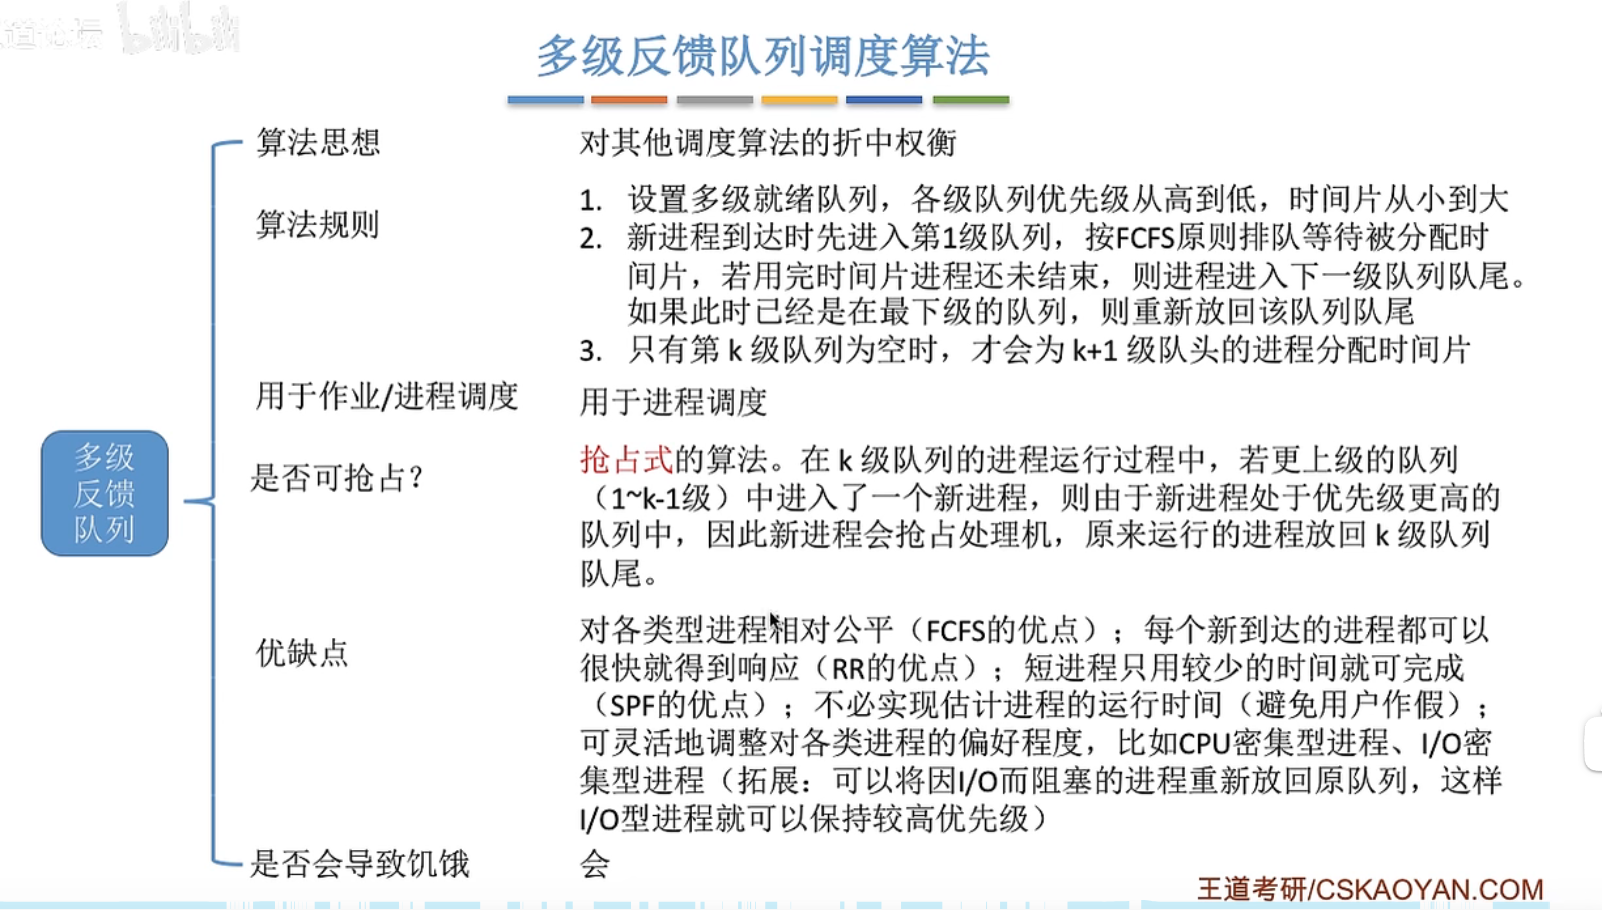 道论坛 bilibili
多级反馈队列调度算法
算法思想
对其他调度算法的折中权衡
算法规则
1. 设置多级就绪队列，各级队列优先级从高到低，时间片从小到大
2. 新进程到达时先进入第1级队列，按FCFS原则排队等待被分配时
间片，若用完时间片进程还未结束，则进程进入下一级队列队尾。
如果此时已经是在最下级的队列，则重新放回该队列队尾
3. 只有第 k 级队列为空时，才会为 k+1 级队头的进程分配时间片
用于作业/进程调度
用于进程调度
多级
反馈
队列
是否可抢占？
抢占式的算法。在 k 级队列的进程运行过程中，若更上级的队列
（1~k-1级）中进入了一个新进程，则由于新进程处于优先级更高的
队列中，因此新进程会抢占处理机，原来运行的进程放回 k 级队列
队尾。
优缺点
对各类型进程相对公平（FCFS的优点）；每个新到达的进程都可以
很快就得到响应（RR的优点）；短进程只用较少的时间就可完成
（SPF的优点）；不必实现估计进程的运行时间（避免用户作假）；
可灵活地调整对各类进程的偏好程度，比如CPU密集型进程、I/O密
集型进程（拓展：可以将因I/O而阻塞的进程重新放回原队列，这样
I/O型进程就可以保持较高优先级）
是否会导致饥饿
会
王道考研/CSKAOYAN.COM